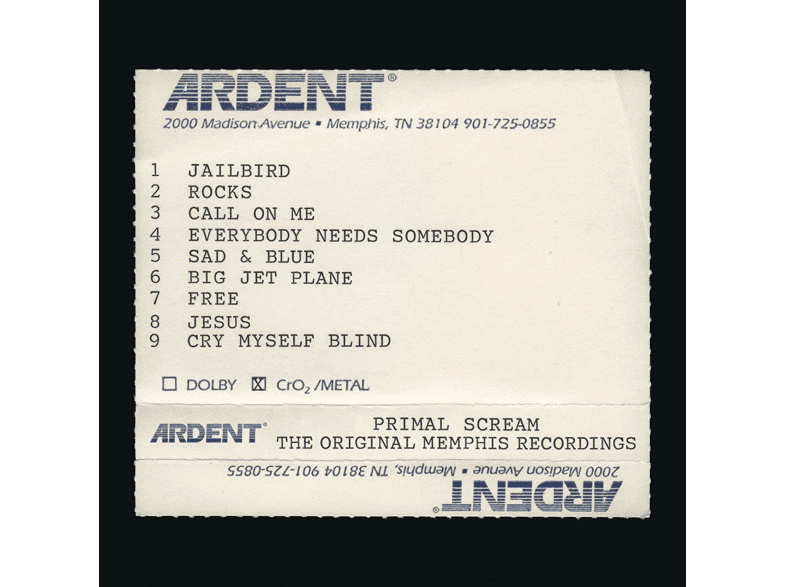 ARDENT®
2000 Madison Avenue ▪ Memphis, TN 38104 901-725-0855
1 JAILBIRD
2 ROCKS
3 CALL ON ME
4 EVERYBODY NEEDS SOMEBODY
5 SAD & BLUE
6 BIG JET PLANE
7 FREE
8 JESUS
9 CRY MYSELF BLIND
☐ DOLBY ☒ CrO₂/METAL
PRIMAL SCREAM
ARDENT® THE ORIGINAL MEMPHIS RECORDINGS
2000 Madison Avenue ▪ Memphis, TN 38104 901-725-0855
ARDENT®